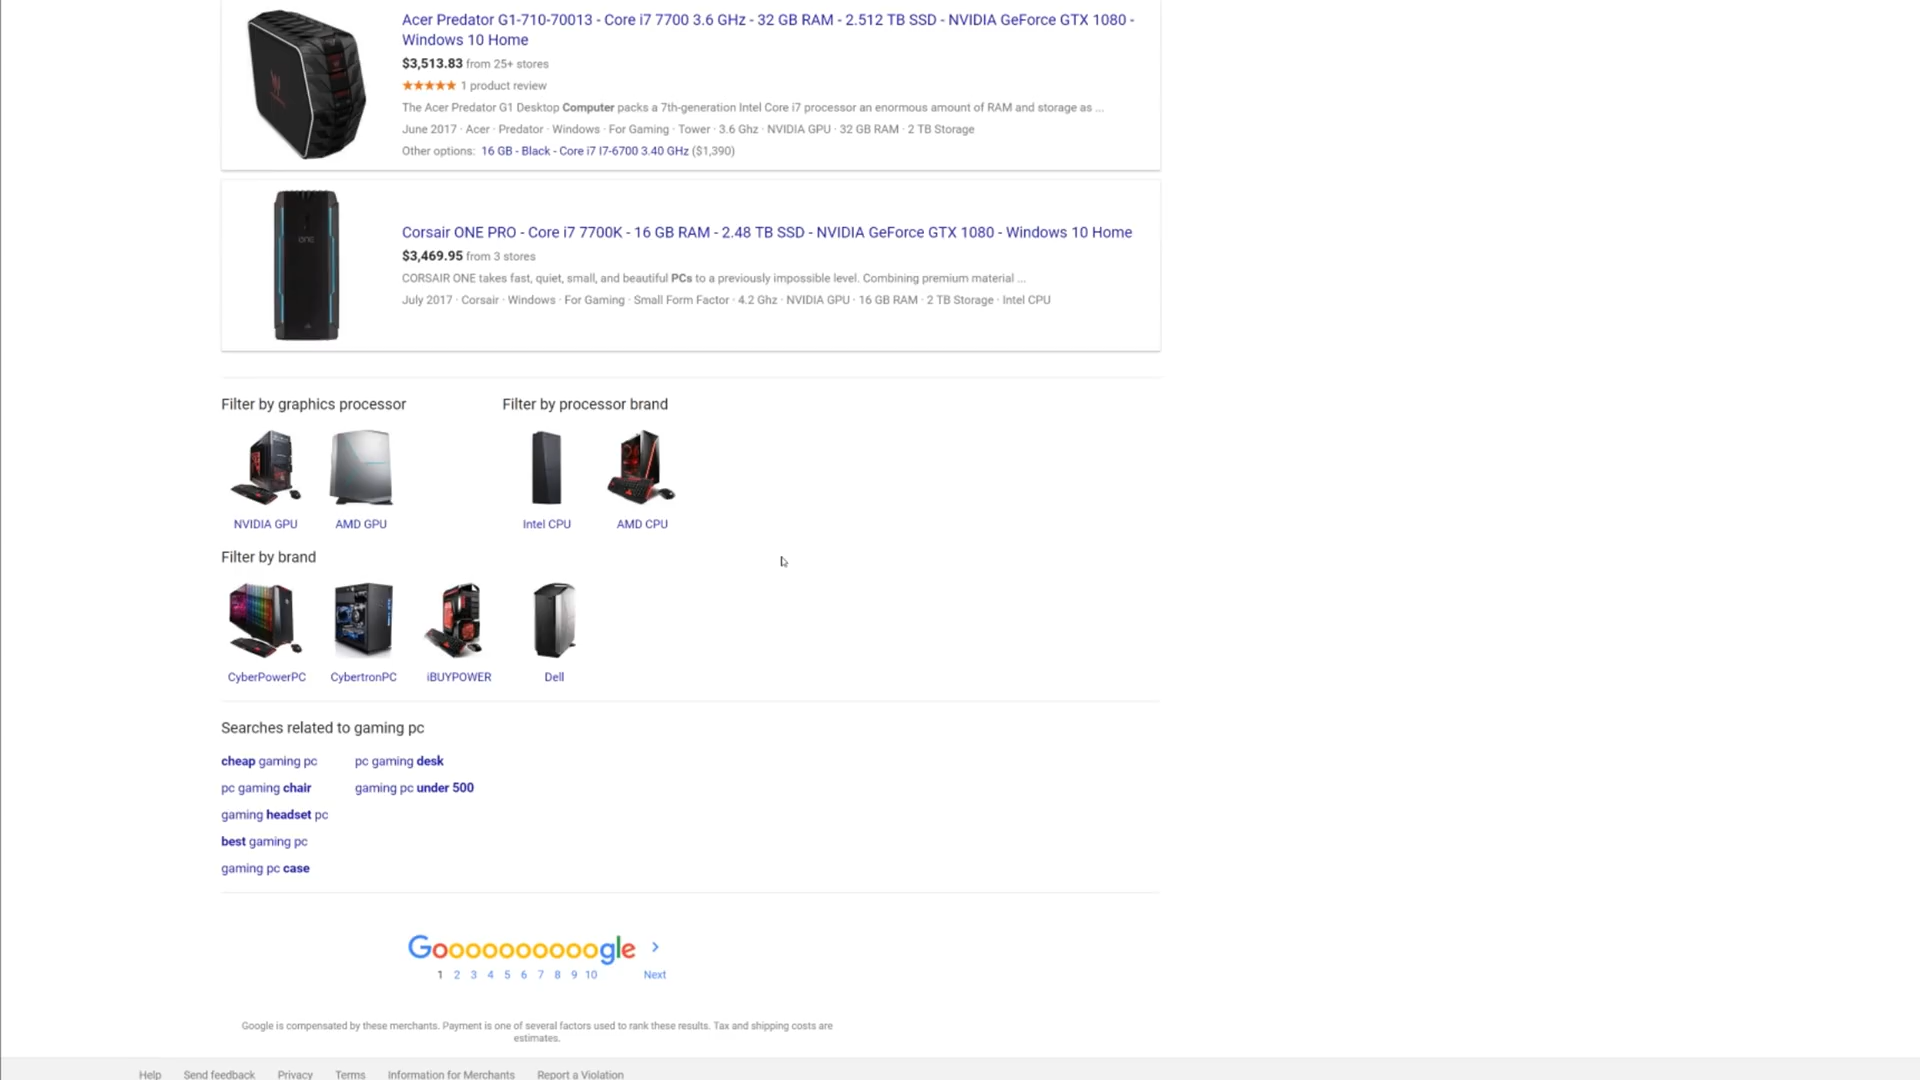 Acer Predator G1-710-70013 - Core i7 7700 3.6 GHz - 32 GB RAM - 2.512 TB SSD - NVIDIA GeForce GTX 1080 -
Windows 10 Home
$3,513.83 from 25+ stores
★★★★★ 1 product review
The Acer Predator G1 Desktop Computer packs a 7th-generation Intel Core i7 processor an enormous amount of RAM and storage as ...
June 2017 · Acer · Predator · Windows · For Gaming · Tower · 3.6 Ghz · NVIDIA GPU · 32 GB RAM · 2 TB Storage
Other options: 16 GB - Black - Core i7 I7-6700 3.40 GHz ($1,390)
one
Corsair ONE PRO - Core i7 7700K - 16 GB RAM - 2.48 TB SSD - NVIDIA GeForce GTX 1080 - Windows 10 Home
$3,469.95 from 3 stores
CORSAIR ONE takes fast, quiet, small, and beautiful PCs to a previously impossible level. Combining premium material ...
July 2017 · Corsair · Windows · For Gaming · Small Form Factor · 4.2 Ghz · NVIDIA GPU · 16 GB RAM · 2 TB Storage · Intel CPU
Filter by graphics processor
NVIDIA GPU AMD GPU
Filter by processor brand
Intel CPU AMD CPU
Filter by brand
CyberPowerPC CybertronPC iBUYPOWER Dell
Searches related to gaming pc
cheap gaming pc pc gaming desk
pc gaming chair gaming pc under 500
gaming headset pc
best gaming pc
gaming pc case
Goooooooooogle >
1 2 3 4 5 6 7 8 9 10 Next
Google is compensated by these merchants. Payment is one of several factors used to rank these results. Tax and shipping costs are
estimates.
Help Send feedback Privacy Terms Information for Merchants Report a Violation